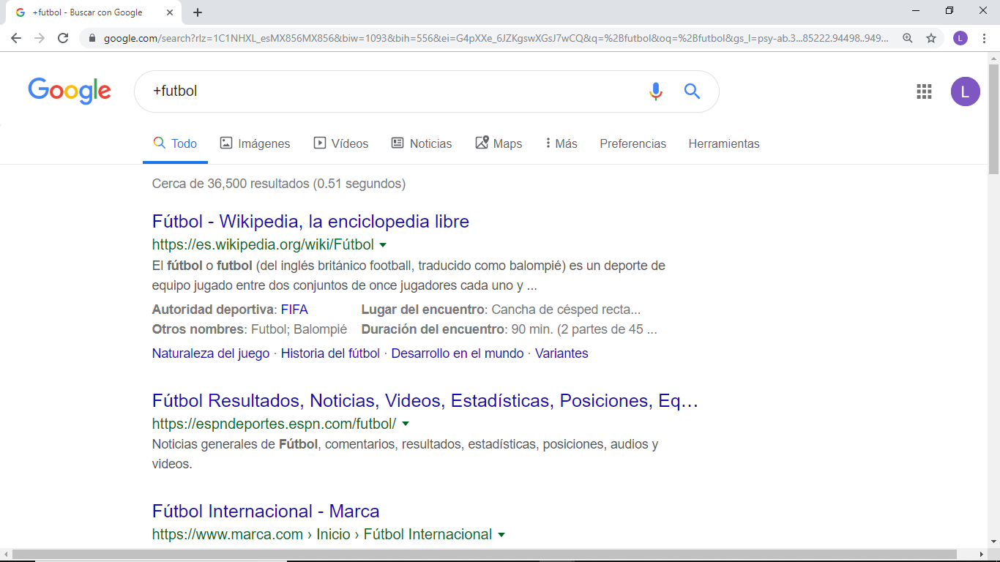 +futbol - Buscar con Google
google.com/search?rlz=1C1NHXL_esMX856MX856&biw=1093&bih=556&ei=G4pXXe_6JZKgswXGsJ7wCQ&q=%2Bfutbol&oq=%2Bfutbol&gs_l=psy-ab.3...85222.94498..949...
L
Google
+futbol
L
Todo Imágenes Vídeos Noticias Maps Más Preferencias Herramientas
Cerca de 36,500 resultados (0.51 segundos)
Fútbol - Wikipedia, la enciclopedia libre
https://es.wikipedia.org/wiki/Fútbol
El fútbol o futbol (del inglés británico football, traducido como balompié) es un deporte de
equipo jugado entre dos conjuntos de once jugadores cada uno y ...
Autoridad deportiva: FIFA Lugar del encuentro: Cancha de césped recta...
Otros nombres: Futbol; Balompié Duración del encuentro: 90 min. (2 partes de 45 ...
Naturaleza del juego · Historia del fútbol · Desarrollo en el mundo · Variantes
Fútbol Resultados, Noticias, Videos, Estadísticas, Posiciones, Eq...
https://espndeportes.espn.com/futbol/
Noticias generales de Fútbol, comentarios, resultados, estadísticas, posiciones, audios y
videos.
Fútbol Internacional - Marca
https://www.marca.com › Inicio › Fútbol Internacional